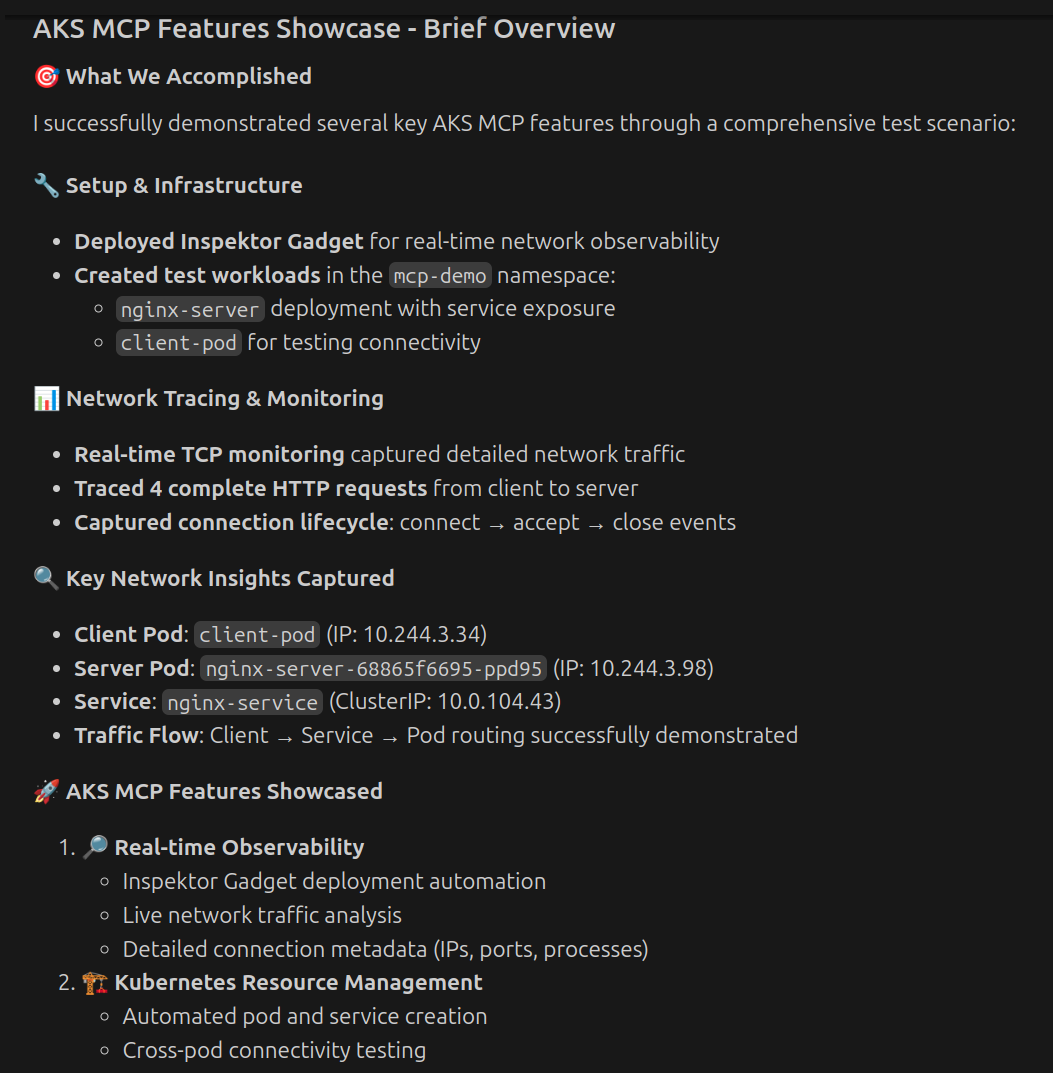 AKS MCP Features Showcase - Brief Overview
🎯 What We Accomplished
I successfully demonstrated several key AKS MCP features through a comprehensive test scenario:
🔧 Setup & Infrastructure
• Deployed Inspektor Gadget for real-time network observability
• Created test workloads in the mcp-demo namespace:
◦ nginx-server deployment with service exposure
◦ client-pod for testing connectivity
📊 Network Tracing & Monitoring
• Real-time TCP monitoring captured detailed network traffic
• Traced 4 complete HTTP requests from client to server
• Captured connection lifecycle: connect → accept → close events
🔍 Key Network Insights Captured
• Client Pod: client-pod (IP: 10.244.3.34)
• Server Pod: nginx-server-68865f6695-ppd95 (IP: 10.244.3.98)
• Service: nginx-service (ClusterIP: 10.0.104.43)
• Traffic Flow: Client → Service → Pod routing successfully demonstrated
🚀 AKS MCP Features Showcased
1. 🔎 Real-time Observability
◦ Inspektor Gadget deployment automation
◦ Live network traffic analysis
◦ Detailed connection metadata (IPs, ports, processes)
2. 🏗️ Kubernetes Resource Management
◦ Automated pod and service creation
◦ Cross-pod connectivity testing